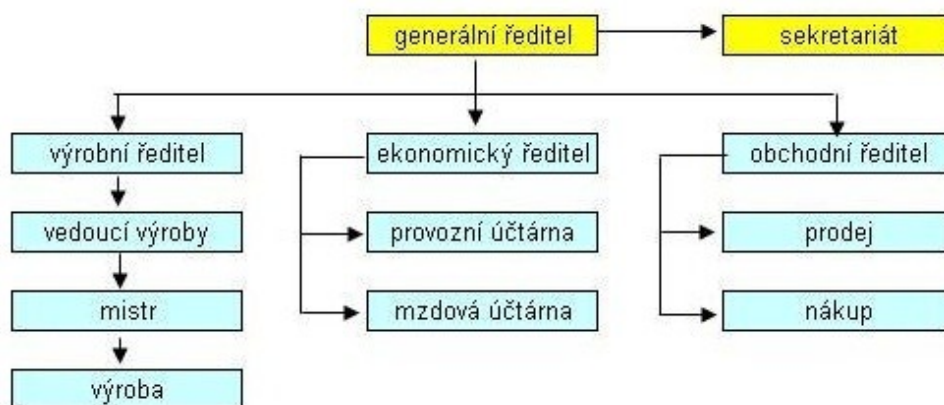 generální ředitel
sekretariát
výrobní ředitel
ekonomický ředitel
obchodní ředitel
vedoucí výroby
provozní účtárna
prodej
mistr
mzdová účtárna
nákup
výroba